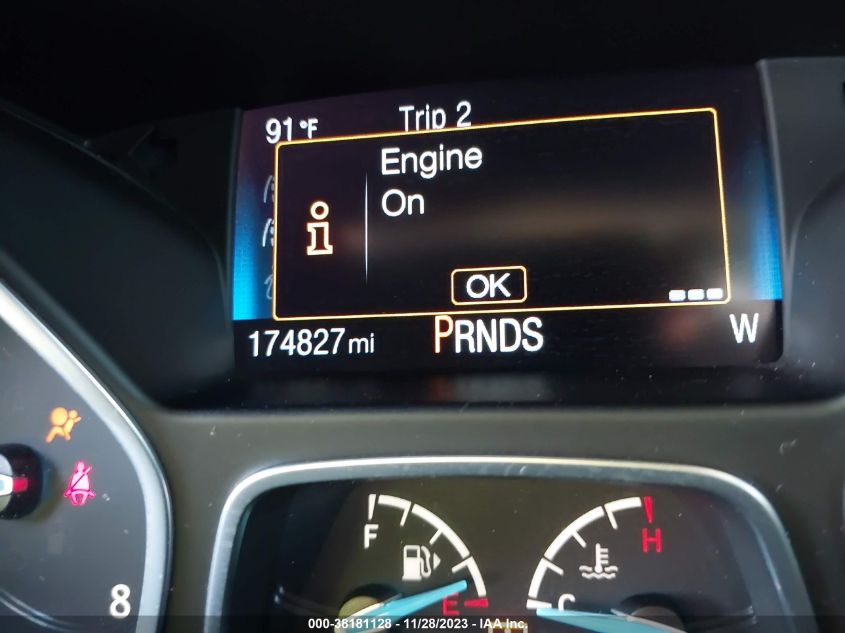 91°F Trip 2
Engine
On
OK
174827 mi PRNDS W
F H
E C
8
000-38181128 - 11/28/2023 - IAA Inc.